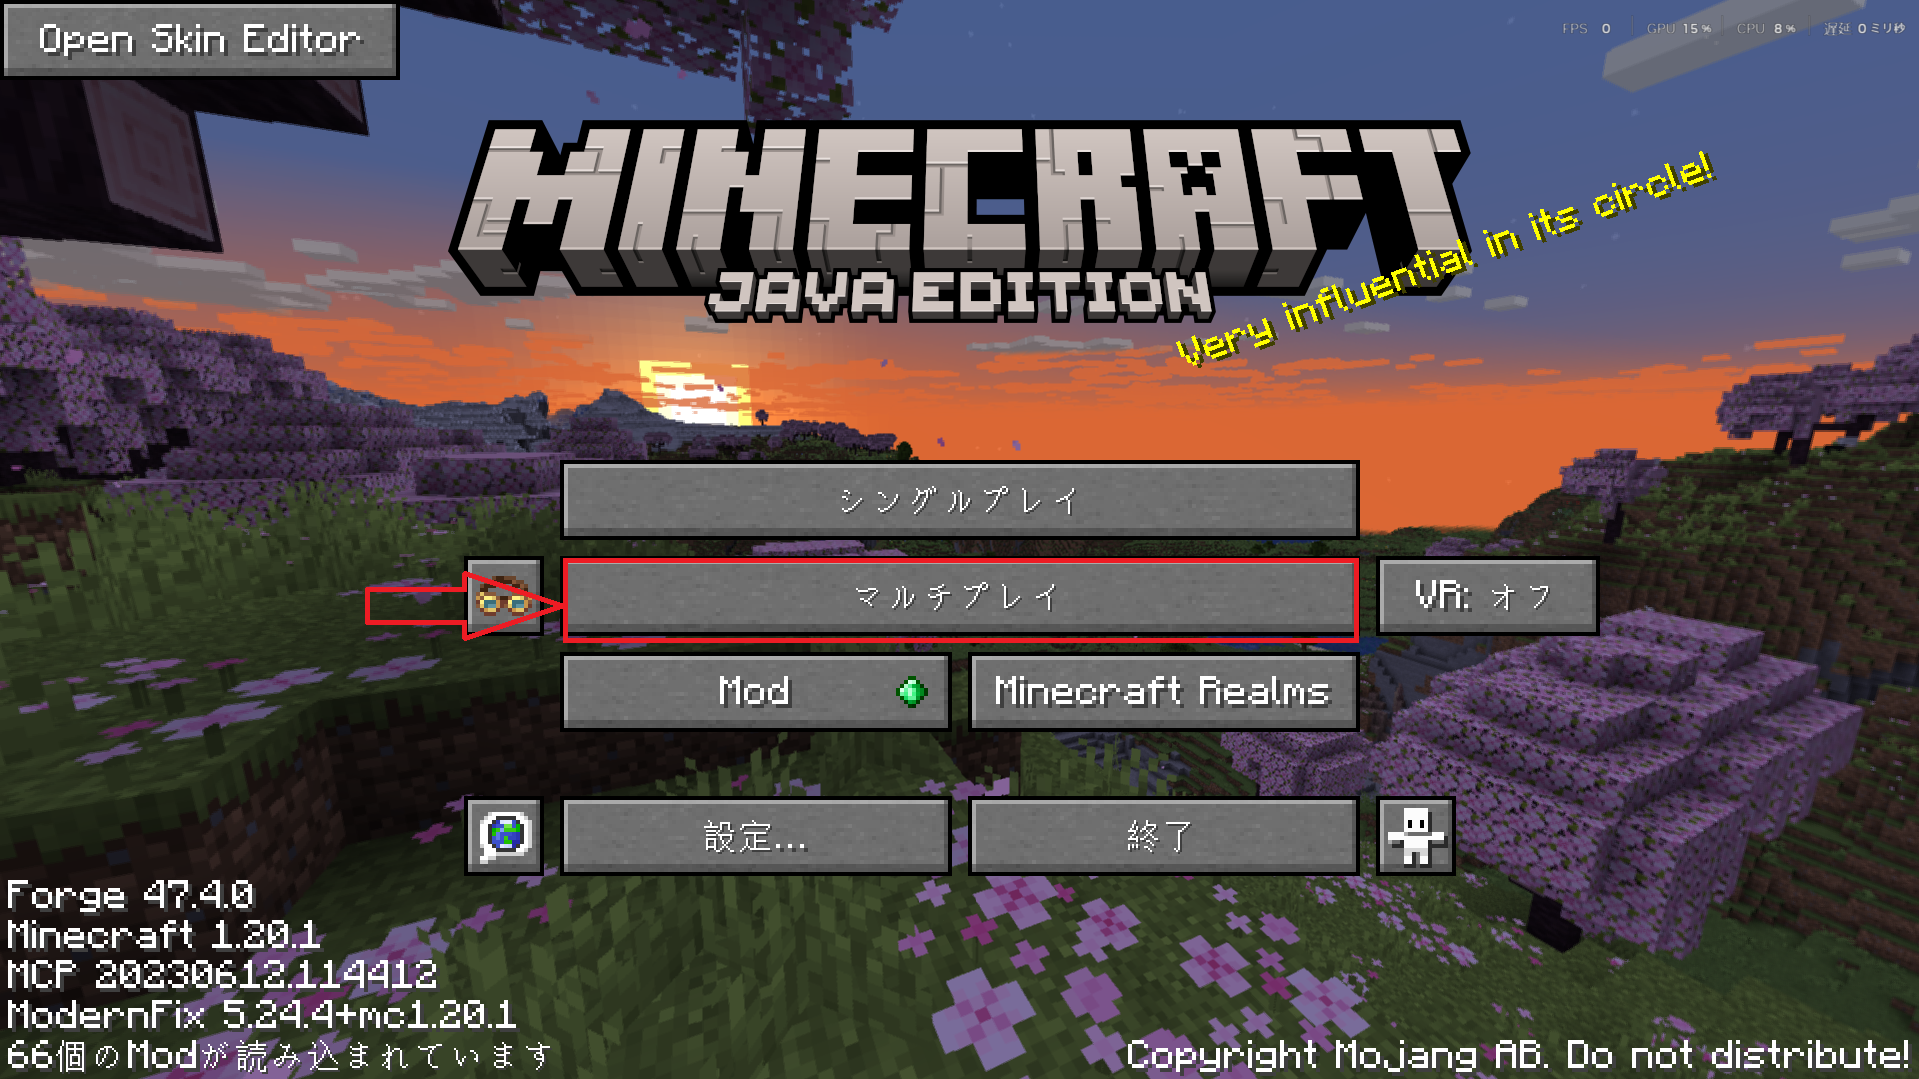 Open Skin Editor
FPS 0 GPU 15 % CPU 8 % 遅延 0 ミリ秒
MINECRAFT
JAVA EDITION
Very influential in its circle!
シングルプレイ
マルチプレイ
VR: オフ
Mod
Minecraft Realms
設定...
終了
Forge 47.4.0
Minecraft 1.20.1
MCP 20230612.114412
ModernFix 5.24.4+mc1.20.1
66個のModが読み込まれています
Copyright Mojang AB. Do not distribute!